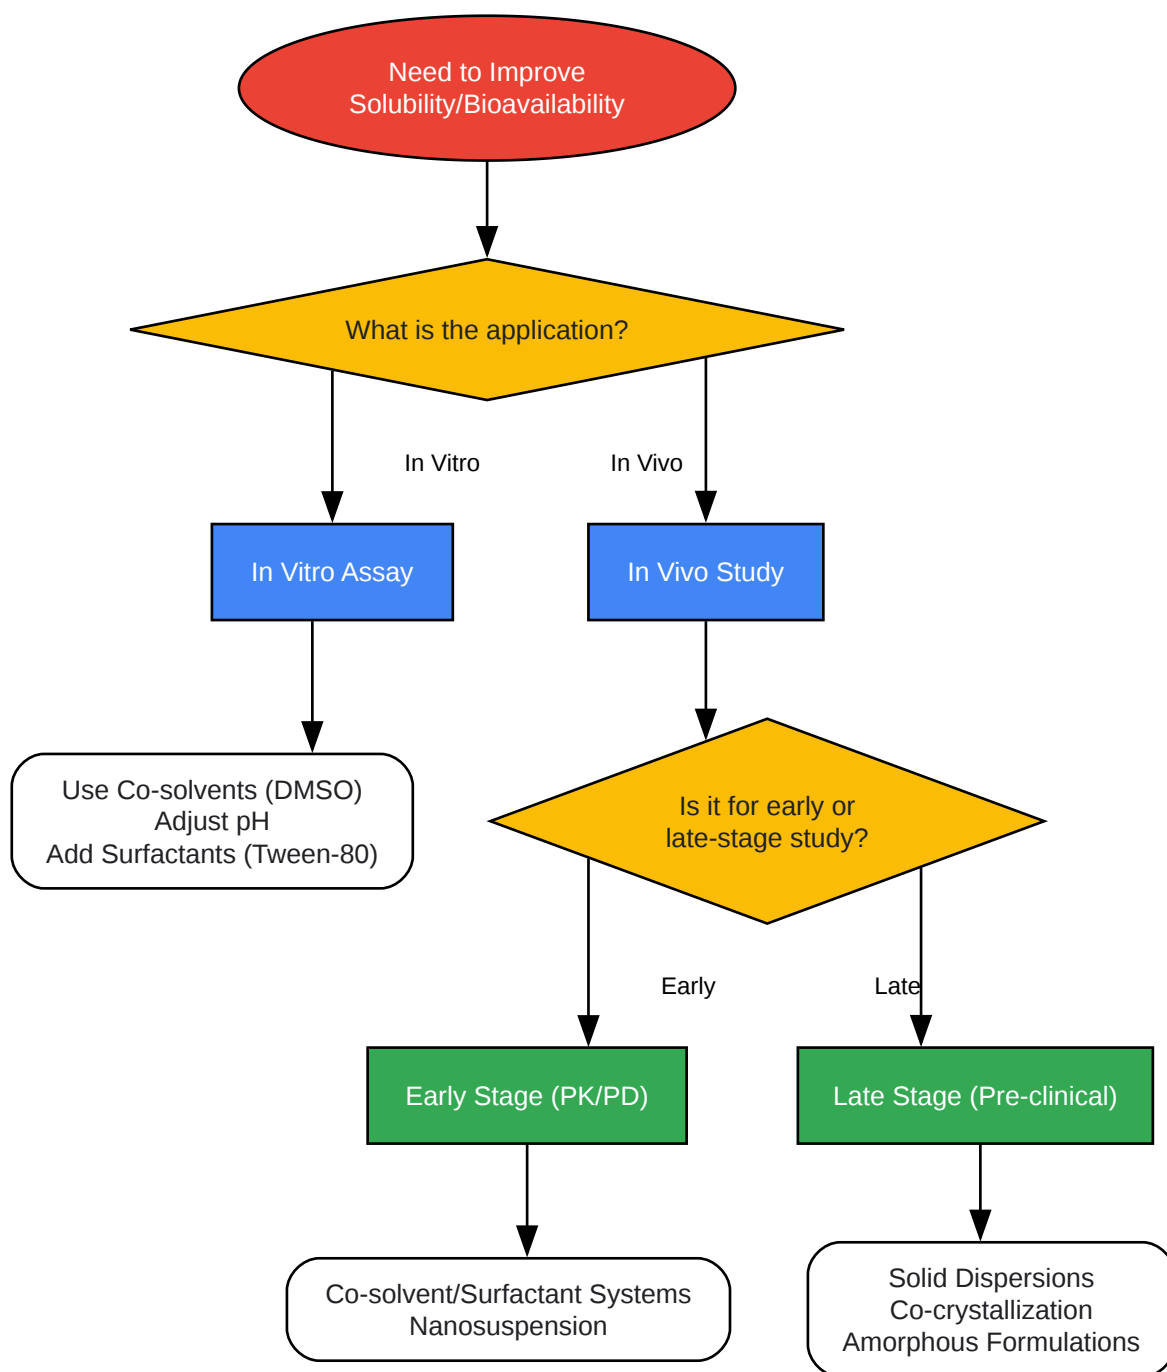 Need to Improve
Solubility/Bioavailability
What is the application?
In Vitro
In Vivo
In Vitro Assay
In Vivo Study
Use Co-solvents (DMSO)
Adjust pH
Add Surfactants (Tween-80)
Is it for early or
late-stage study?
Early
Late
Early Stage (PK/PD)
Late Stage (Pre-clinical)
Co-solvent/Surfactant Systems
Nanosuspension
Solid Dispersions
Co-crystallization
Amorphous Formulations